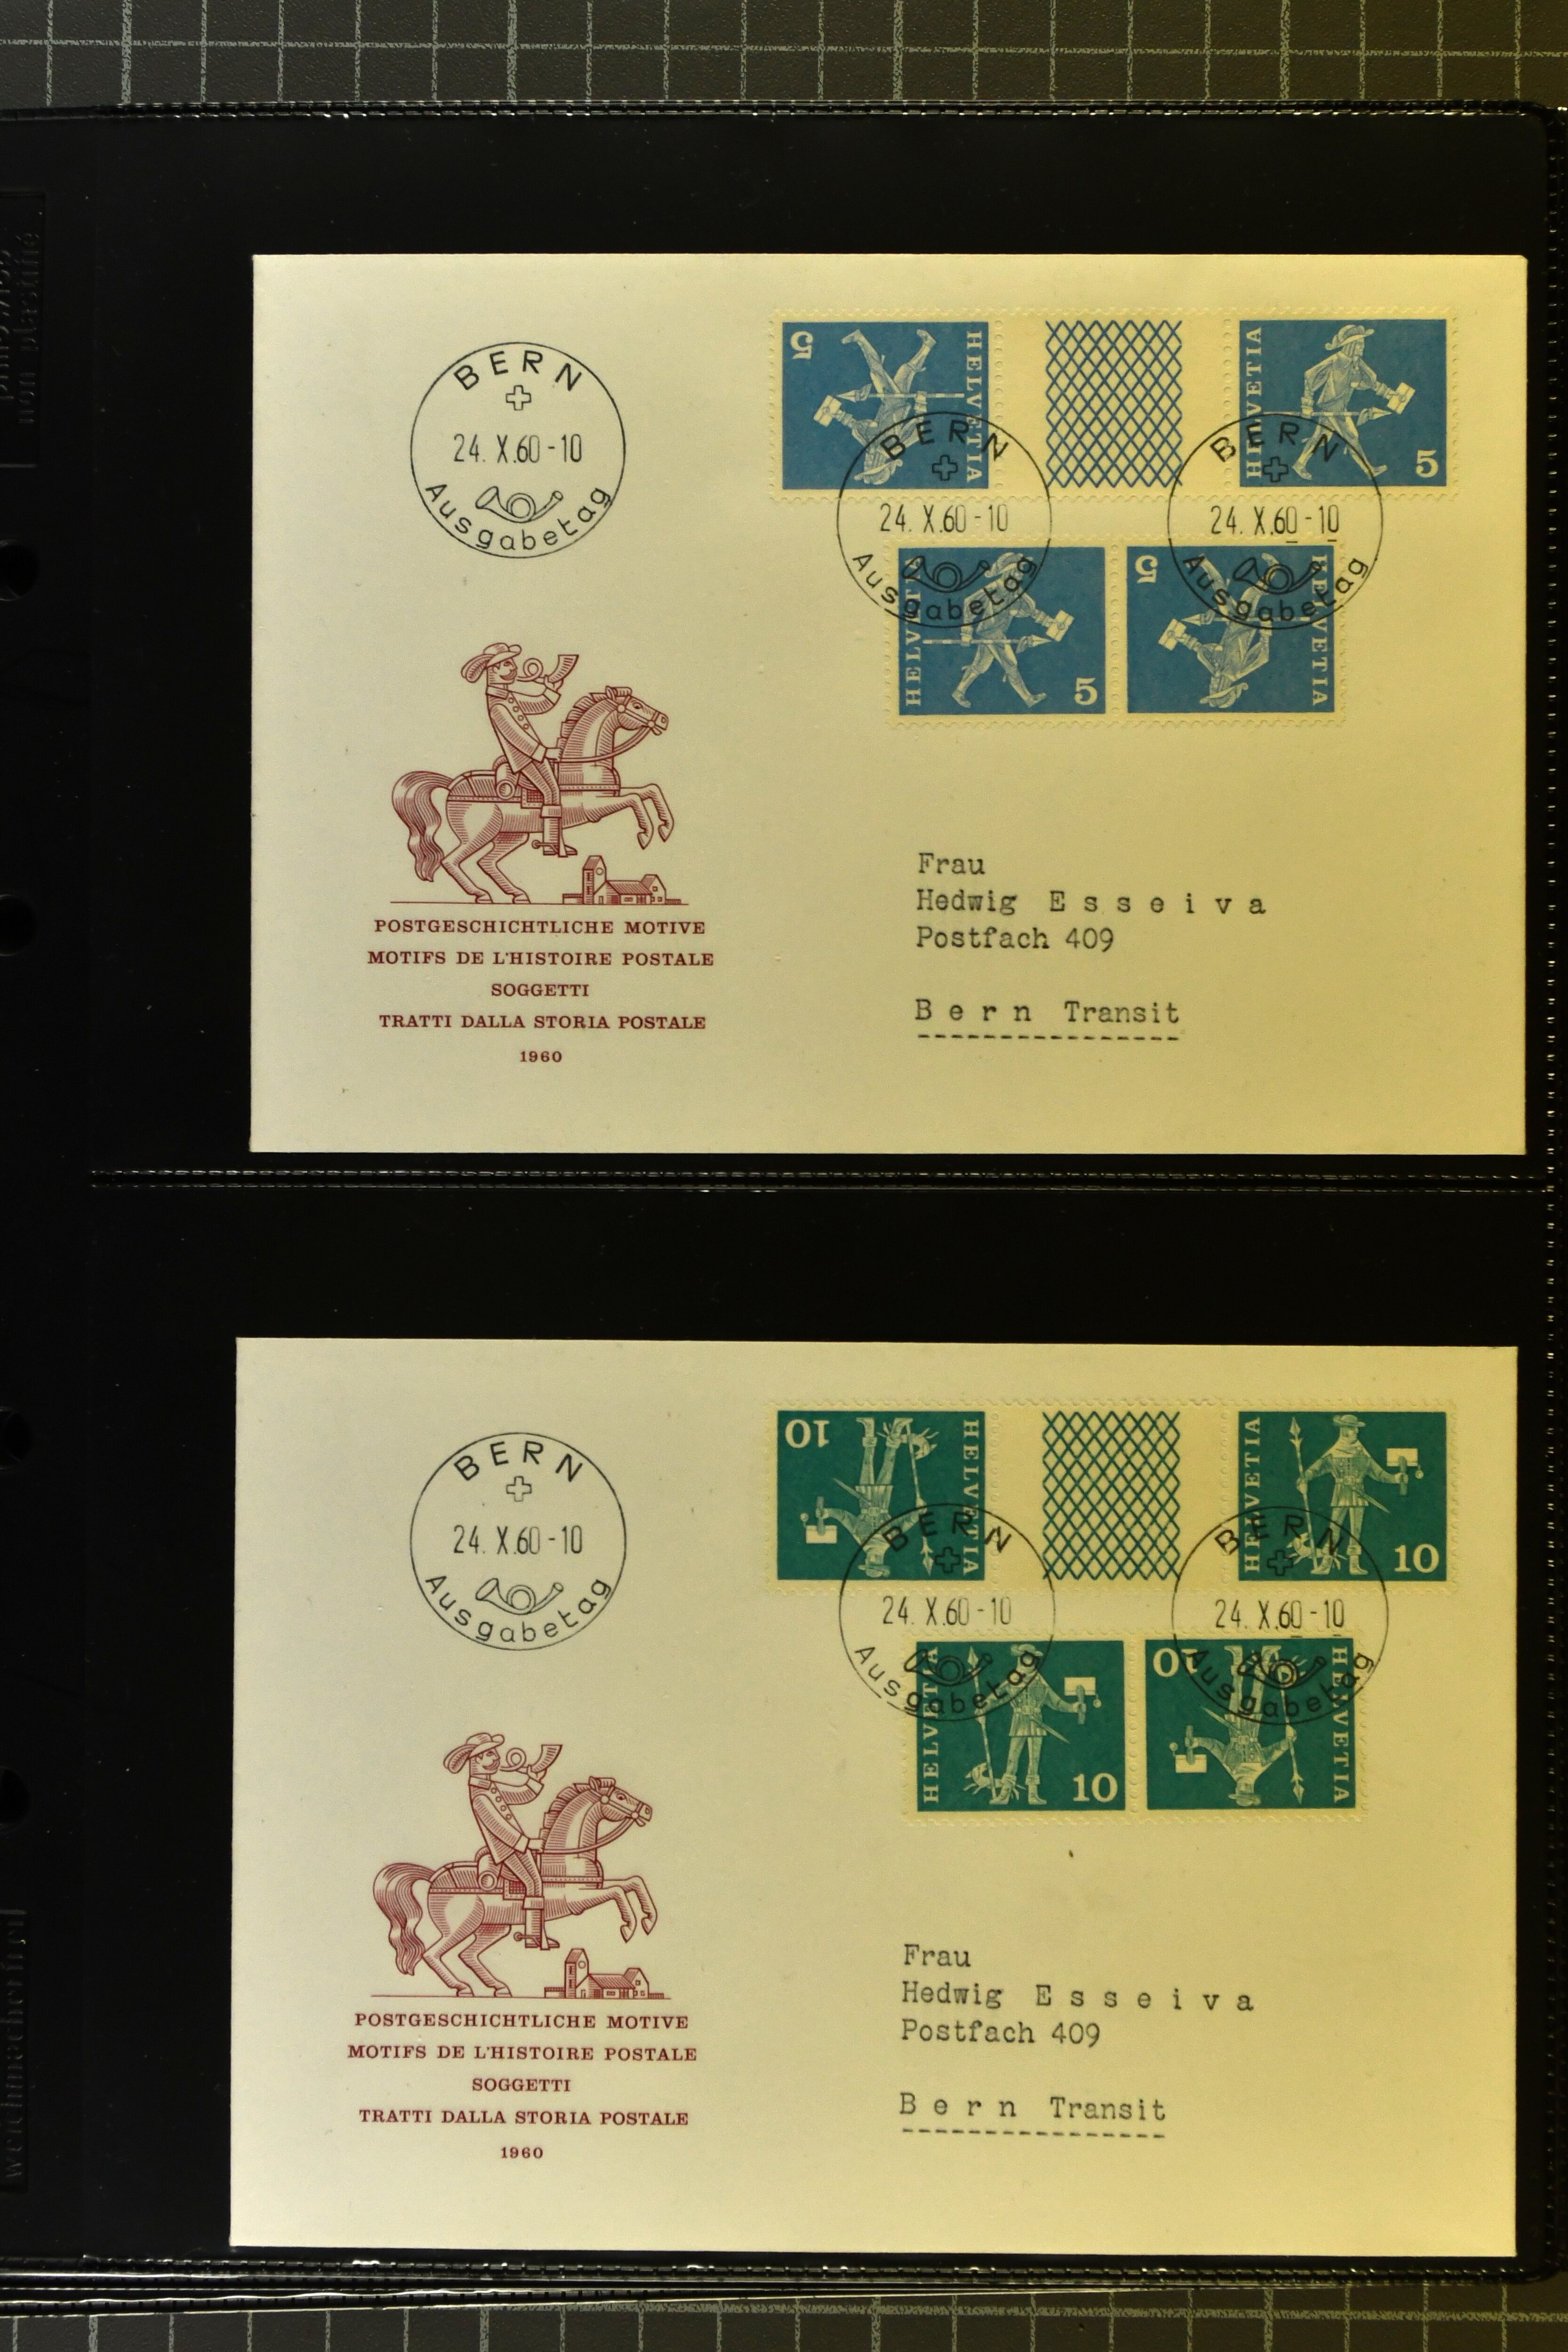 BERN
24. X.60-10
Ausgabetag
5
HELVETIA
HELVETIA
5
BERN
24. X.60-10
Ausgabetag
BERN
24. X.60-10
Ausgabetag
HELVETIA
5
5
HELVETIA
POSTGESCHICHTLICHE MOTIVE
MOTIFS DE L'HISTOIRE POSTALE
SOGGETTI
TRATTI DALLA STORIA POSTALE
1960
Frau
Hedwig Esseiva
Postfach 409
Bern Transit
BERN
24. X.60-10
Ausgabetag
10
HELVETIA
HELVETIA
10
BERN
24. X.60-10
Ausgabetag
BERN
24. X.60-10
Ausgabetag
HELVETIA
10
10
HELVETIA
POSTGESCHICHTLICHE MOTIVE
MOTIFS DE L'HISTOIRE POSTALE
SOGGETTI
TRATTI DALLA STORIA POSTALE
1960
Frau
Hedwig Esseiva
Postfach 409
Bern Transit